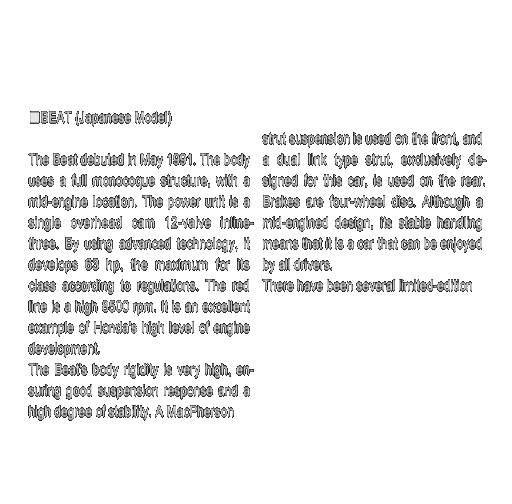 □BEAT (Japanese Model)
The Beat debuted in May 1991. The body
uses a full monocoque structure, with a
mid-engine location. The power unit is a
single overhead cam 12-valve inline-
three. By using advanced technology, it
develops 63 hp, the maximum for its
class according to regulations. The red
line is a high 8500 rpm. It is an excellent
example of Honda's high level of engine
development.
The Beat's body rigidity is very high, en-
suring good suspension response and a
high degree of stability. A MacPherson
strut suspension is used on the front, and
a dual link type strut, exclusively de-
signed for this car, is used on the rear.
Brakes are four-wheel disc. Although a
mid-engined design, its stable handling
means that it is a car that can be enjoyed
by all drivers.
There have been several limited-edition